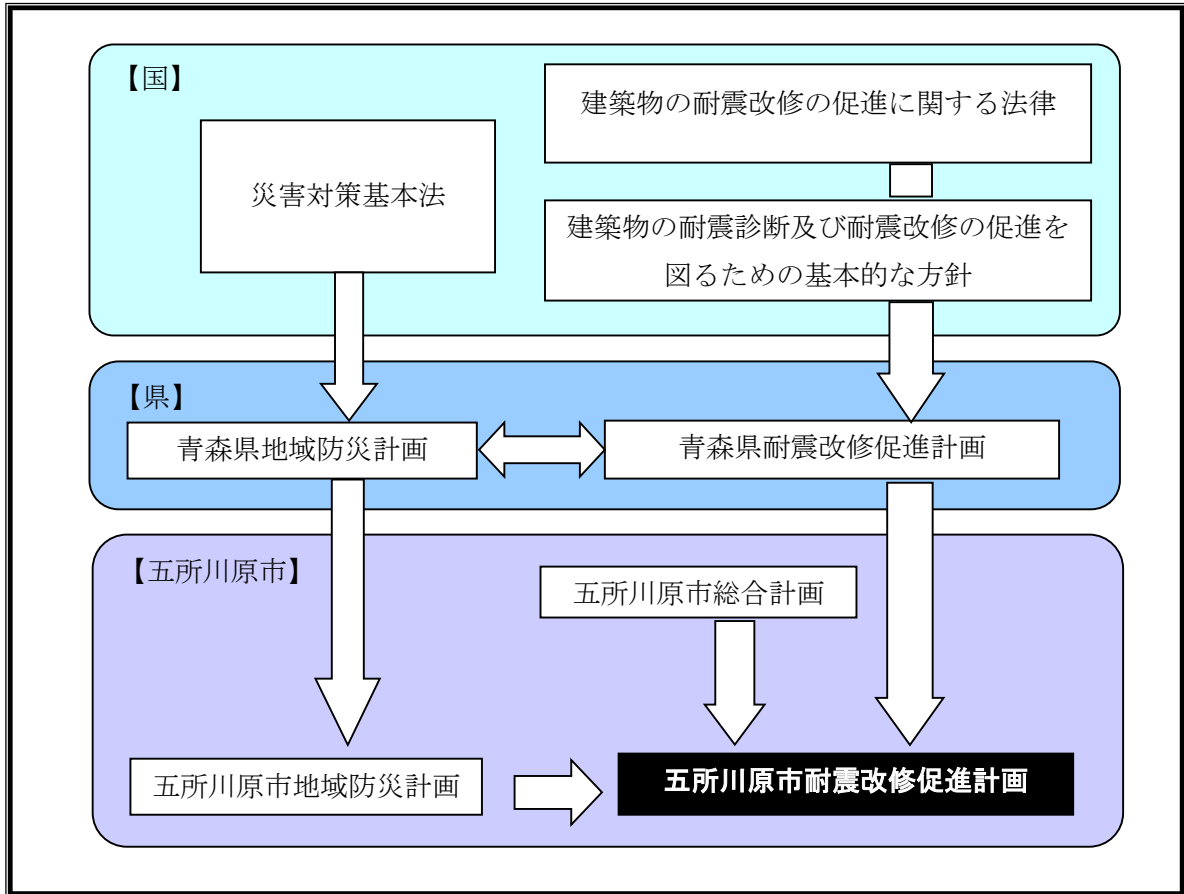 【国】
建築物の耐震改修の促進に関する法律
災害対策基本法
建築物の耐震診断及び耐震改修の促進を
図るための基本的な方針
【県】
青森県地域防災計画
青森県耐震改修促進計画
【五所川原市】
五所川原市総合計画
五所川原市地域防災計画
五所川原市耐震改修促進計画